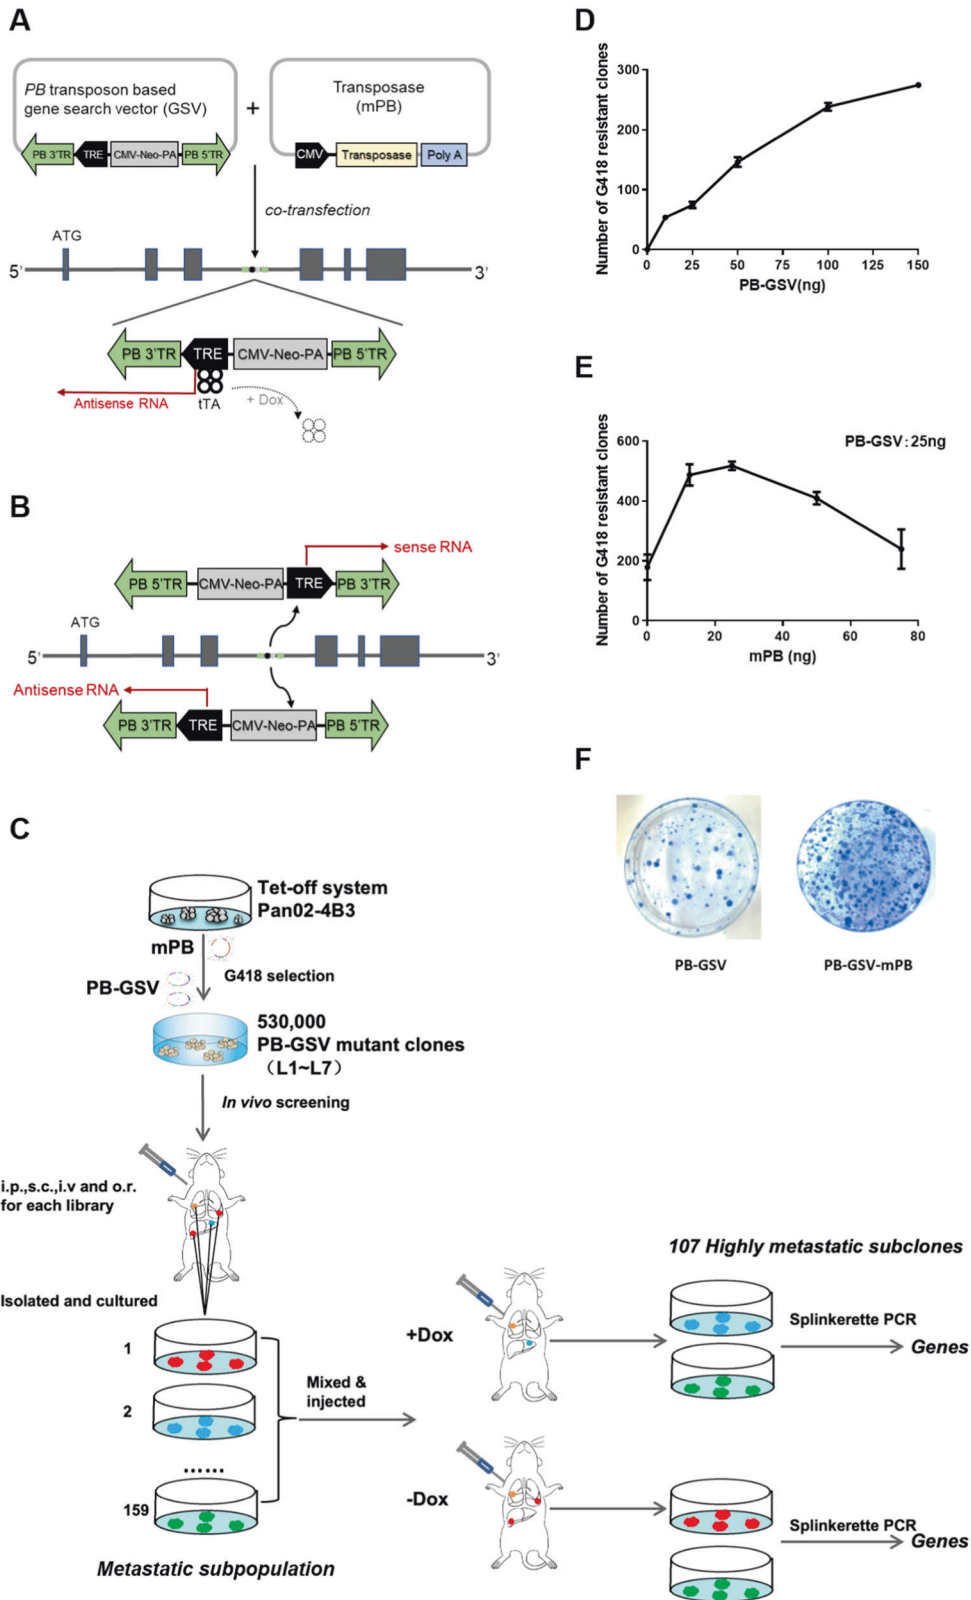 A
PB transposon based
gene search vector (GSV)
PB 3'TR
TRE
CMV-Neo-PA
PB 5'TR
+
Transposase
(mPB)
CMV
Transposase
Poly A
co-transfection
ATG
5'
3'
PB 3'TR
TRE
CMV-Neo-PA
PB 5'TR
Antisense RNA
tTA
+ Dox
B
sense RNA
PB 5'TR
CMV-Neo-PA
TRE
PB 3'TR
ATG
5'
3'
Antisense RNA
PB 3'TR
TRE
CMV-Neo-PA
PB 5'TR
C
Tet-off system
Pan02-4B3
mPB
G418 selection
PB-GSV
530,000
PB-GSV mutant clones
（L1~L7）
In vivo screening
i.p.,s.c.,i.v and o.r.
for each library
Isolated and cultured
1
2
......
159
Metastatic subpopulation
Mixed &
injected
+Dox
-Dox
107 Highly metastatic subclones
Splinkerette PCR
Genes
Splinkerette PCR
Genes
D
Number of G418 resistant clones
300
200
100
0
0 25 50 75 100 125 150
PB-GSV(ng)
E
PB-GSV：25ng
Number of G418 resistant clones
600
400
200
0
0 20 40 60 80
mPB (ng)
F
PB-GSV
PB-GSV-mPB